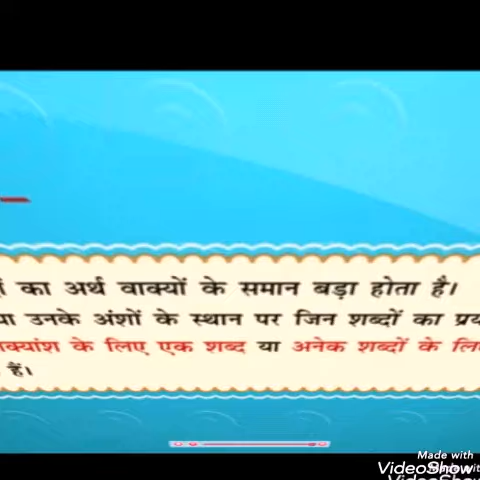 का अर्थ वाक्यों के समान बड़ा होता है।
उनके अंशों के स्थान पर जिन शब्दों का
के लिए एक शब्द या अनेक शब्दों के
हैं।
Made with
VideoShow